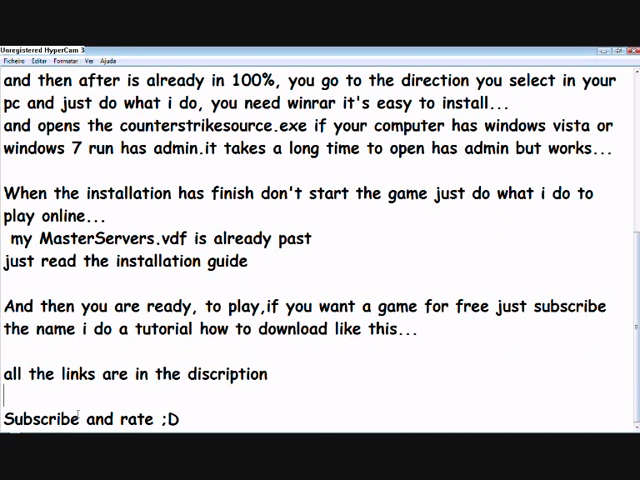 Unregistered HyperCam 3
Ficheiro Editar Formatar Ver Ajuda
and then after is already in 100%, you go to the direction you select in your
pc and just do what i do, you need winrar it's easy to install...
and opens the counterstrikesource.exe if your computer has windows vista or
windows 7 run has admin.it takes a long time to open has admin but works...
When the installation has finish don't start the game just do what i do to
play online...
my MasterServers.vdf is already past
just read the installation guide
And then you are ready, to play,if you want a game for free just subscribe
the name i do a tutorial how to download like this...
all the links are in the discription
Subscribe and rate ;D